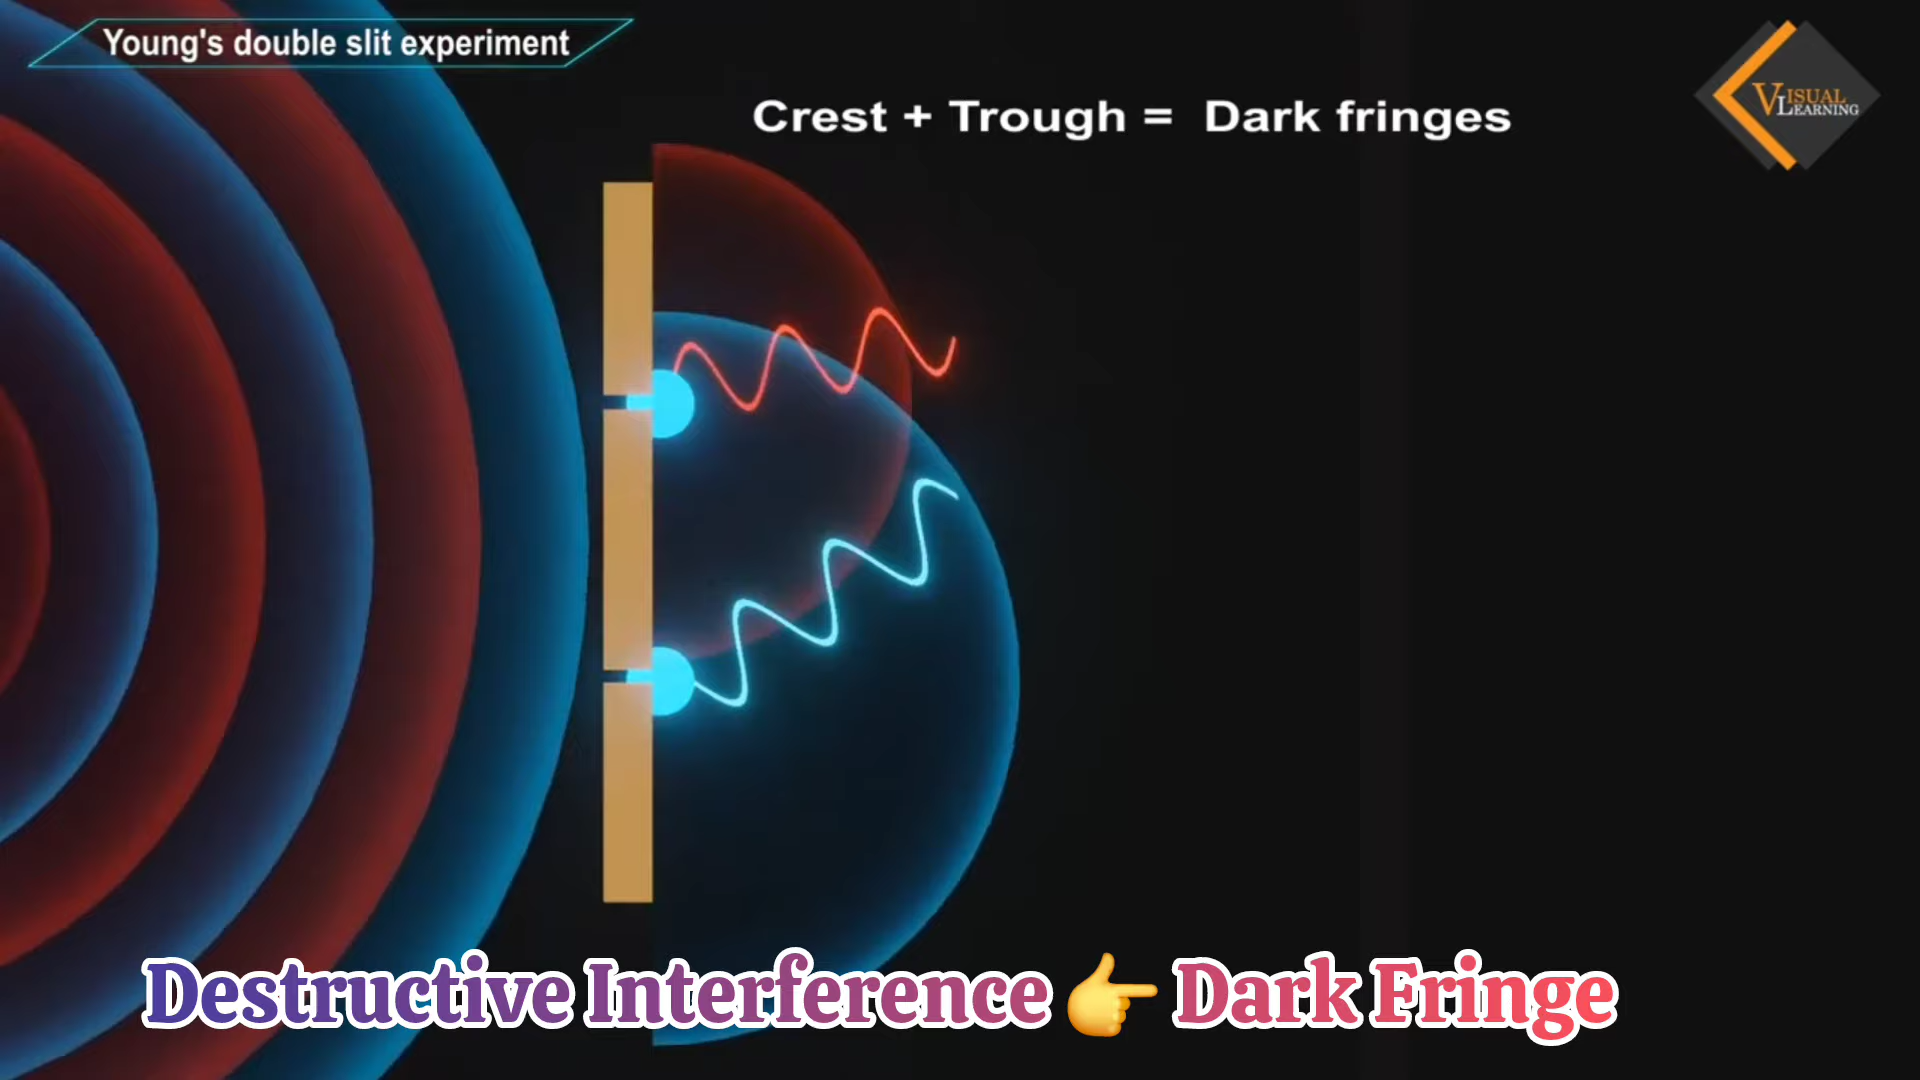 Young's double slit experiment
Crest + Trough = Dark fringes
VISUAL
LEARNING
Destructive Interference 👉 Dark Fringe